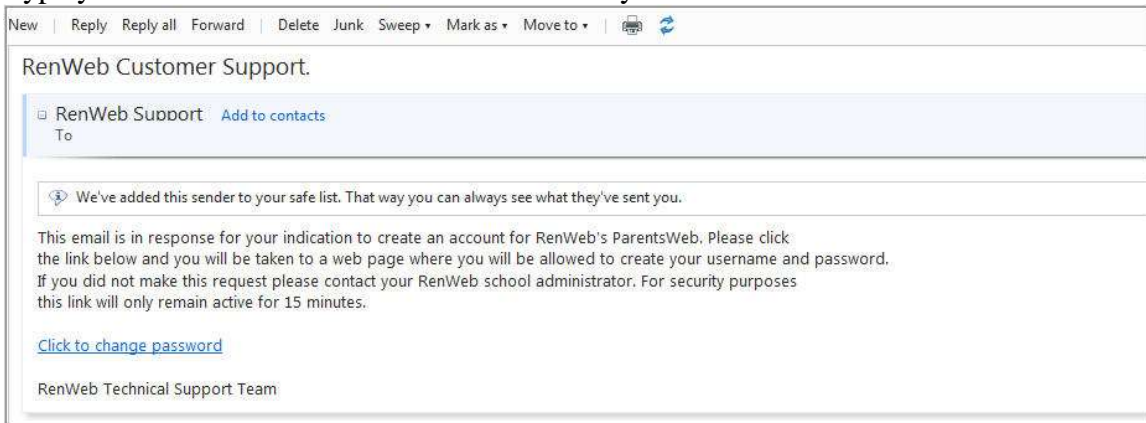 New | Reply Reply all Forward | Delete Junk Sweep ▾ Mark as ▾ Move to ▾ |
RenWeb Customer Support.
RenWeb Support Add to contacts
To
We've added this sender to your safe list. That way you can always see what they've sent you.
This email is in response for your indication to create an account for RenWeb's ParentsWeb. Please click
the link below and you will be taken to a web page where you will be allowed to create your username and password.
If you did not make this request please contact your RenWeb school administrator. For security purposes
this link will only remain active for 15 minutes.
Click to change password
RenWeb Technical Support Team